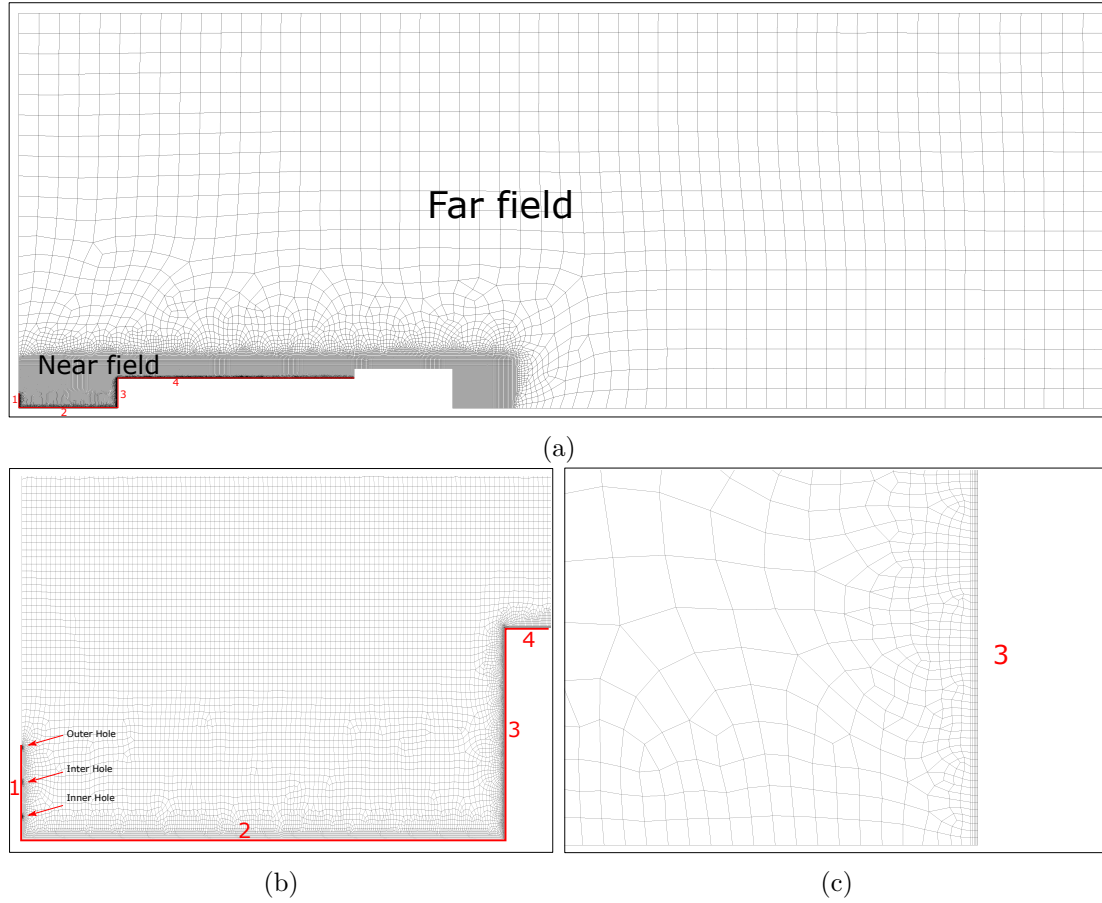 Far field
Near field
1
2
3
4
(a)
Outer Hole
Inter Hole
1
Inner Hole
2
3
4
(b)
3
(c)